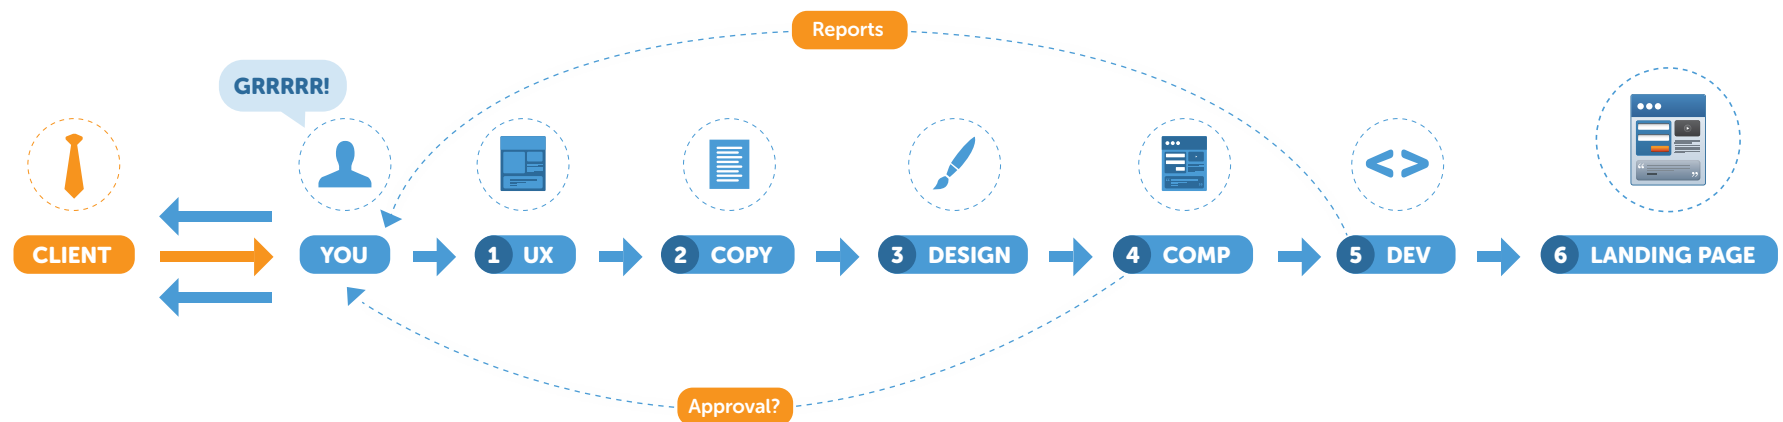 Reports
GRRRRR!
CLIENT
YOU
1 UX
2 COPY
3 DESIGN
4 COMP
5 DEV
6 LANDING PAGE
Approval?